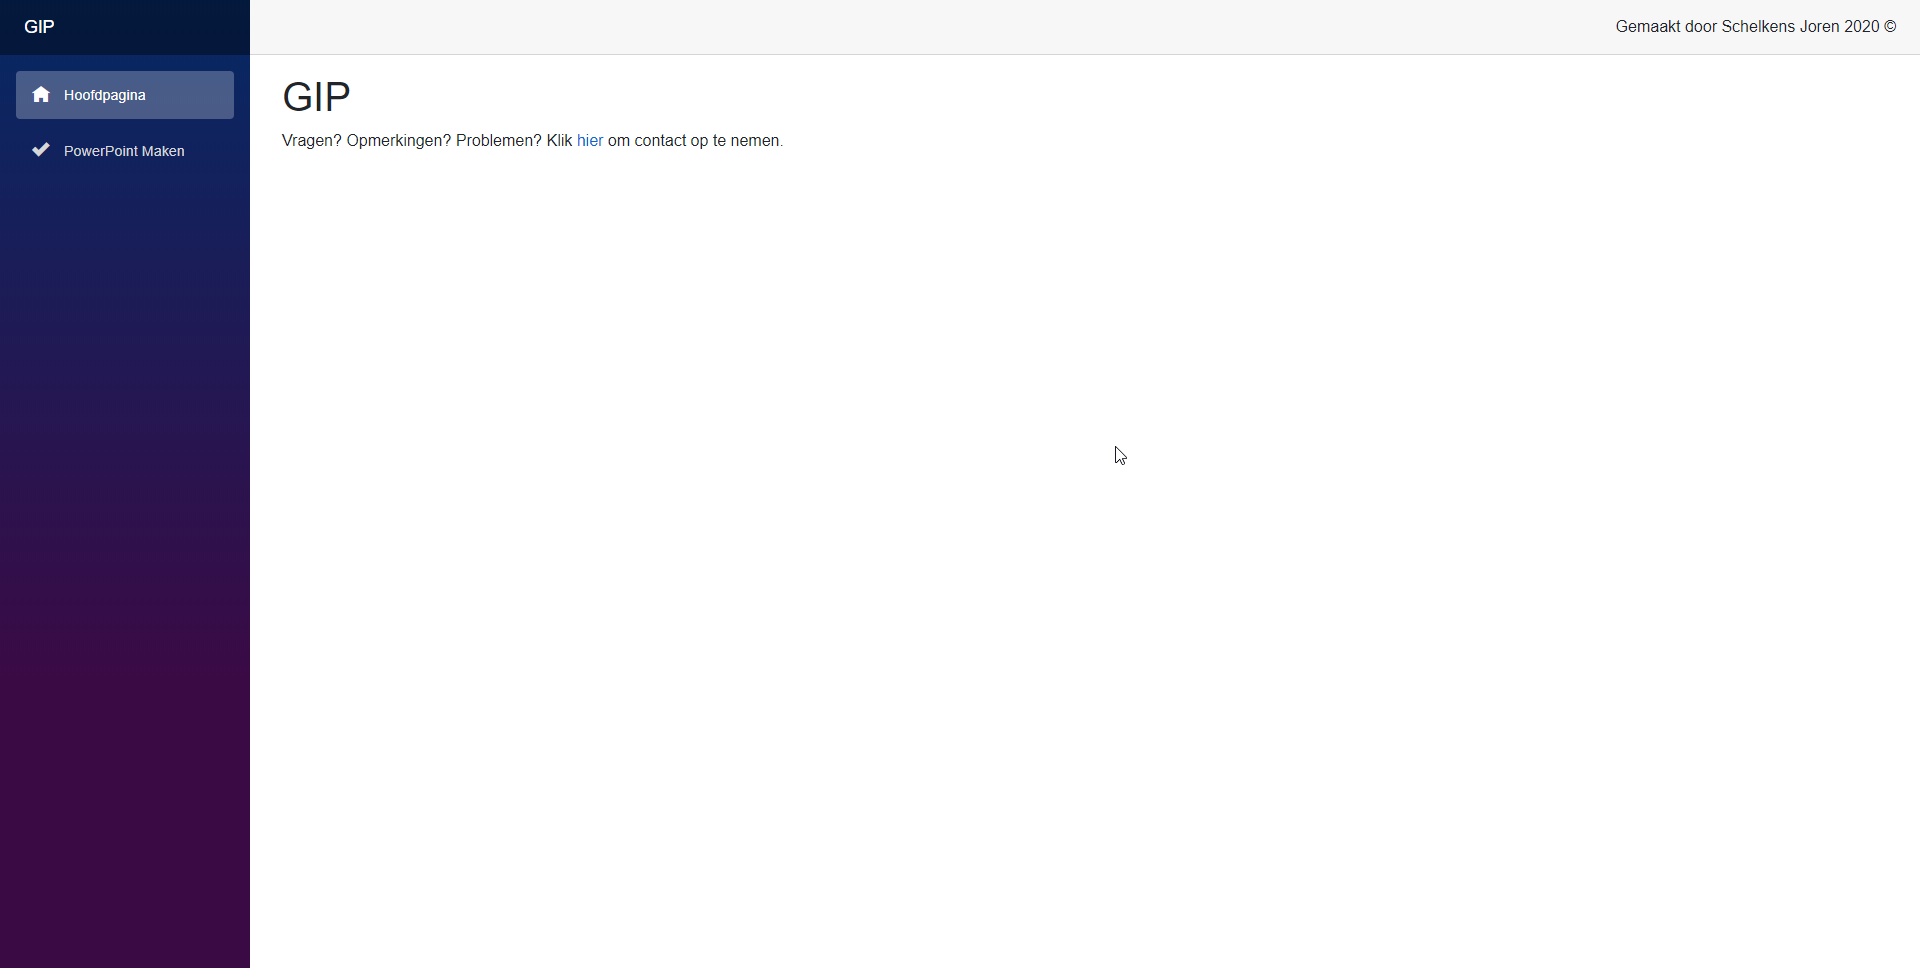 GIP
Gemaakt door Schelkens Joren 2020 ©
Hoofdpagina
PowerPoint Maken
GIP
Vragen? Opmerkingen? Problemen? Klik hier om contact op te nemen.